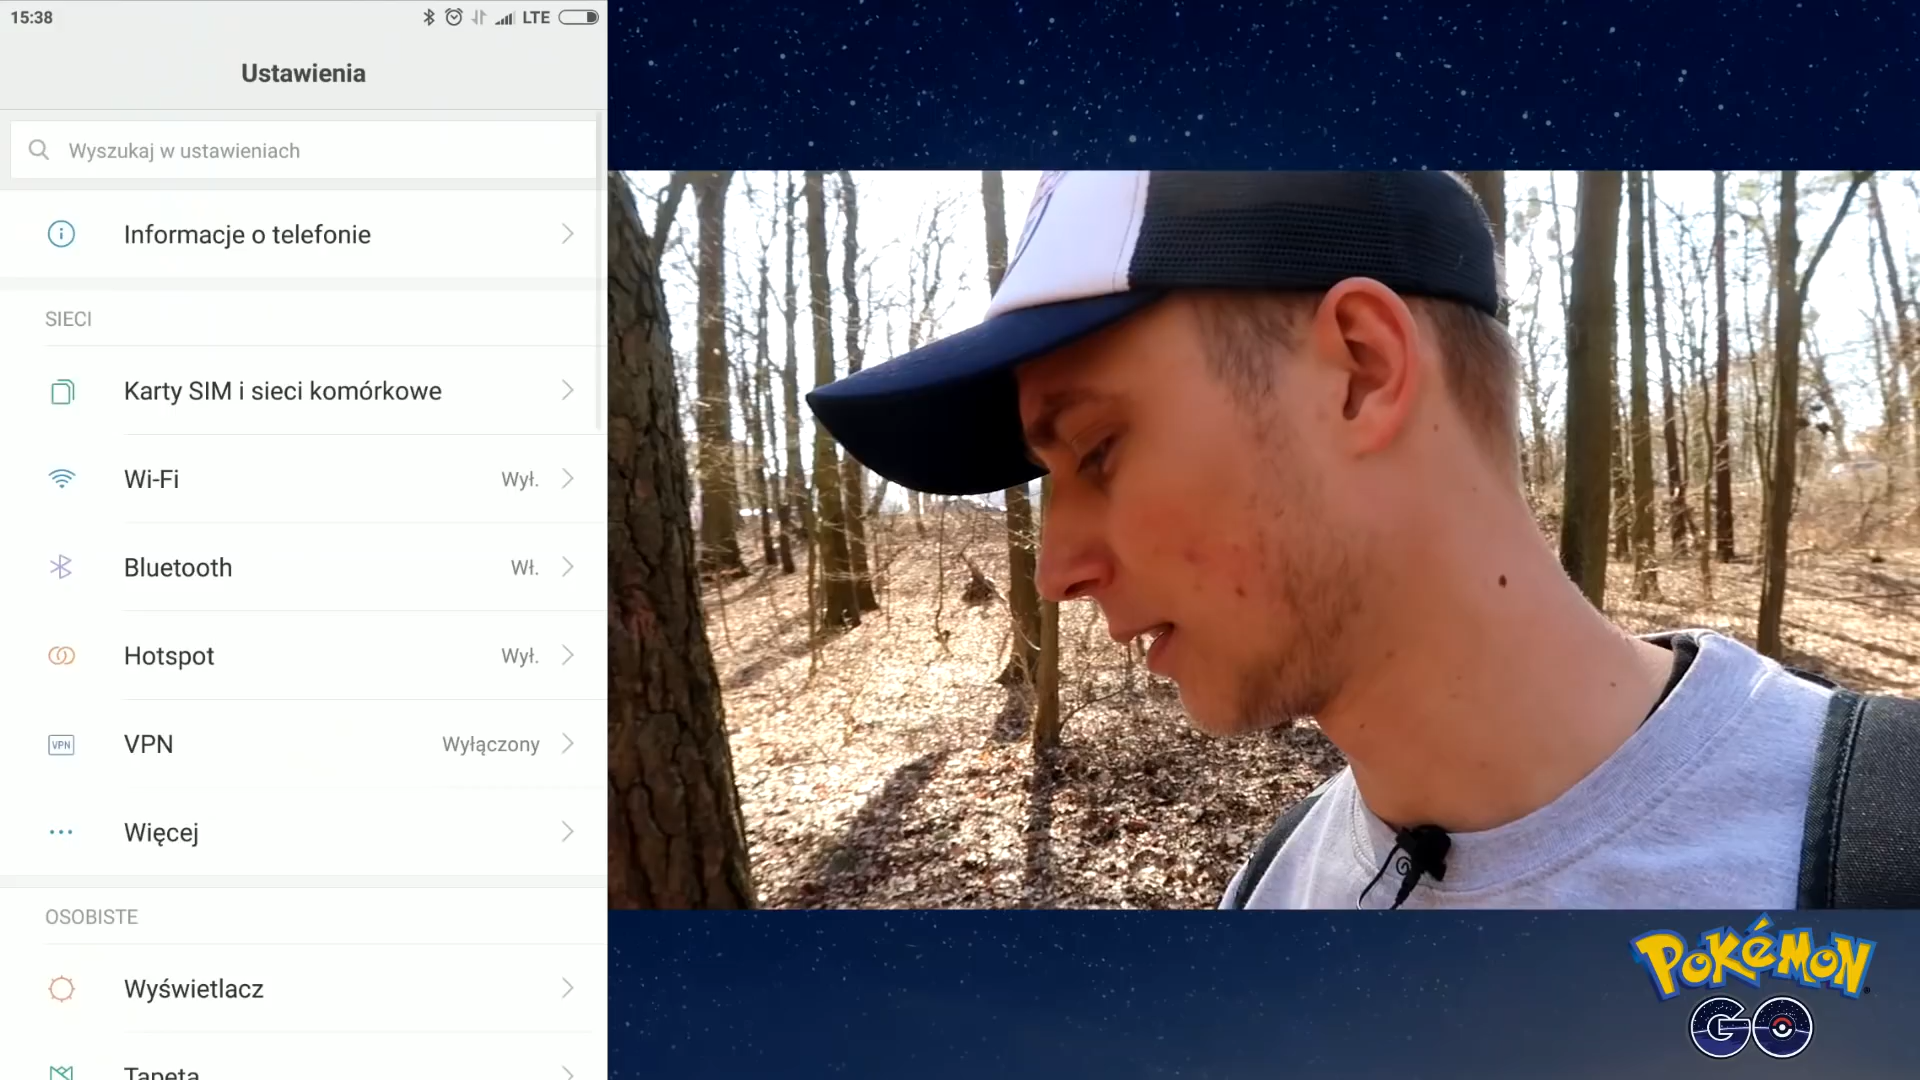 15:38
LTE
Ustawienia
Wyszukaj w ustawieniach
Informacje o telefonie
SIECI
Karty SIM i sieci komórkowe
Wi-Fi Wył.
Bluetooth Wł.
Hotspot Wył.
VPN VPN Wyłączony
Więcej
OSOBISTE
Wyświetlacz
Tapeta
POKéMON
GO